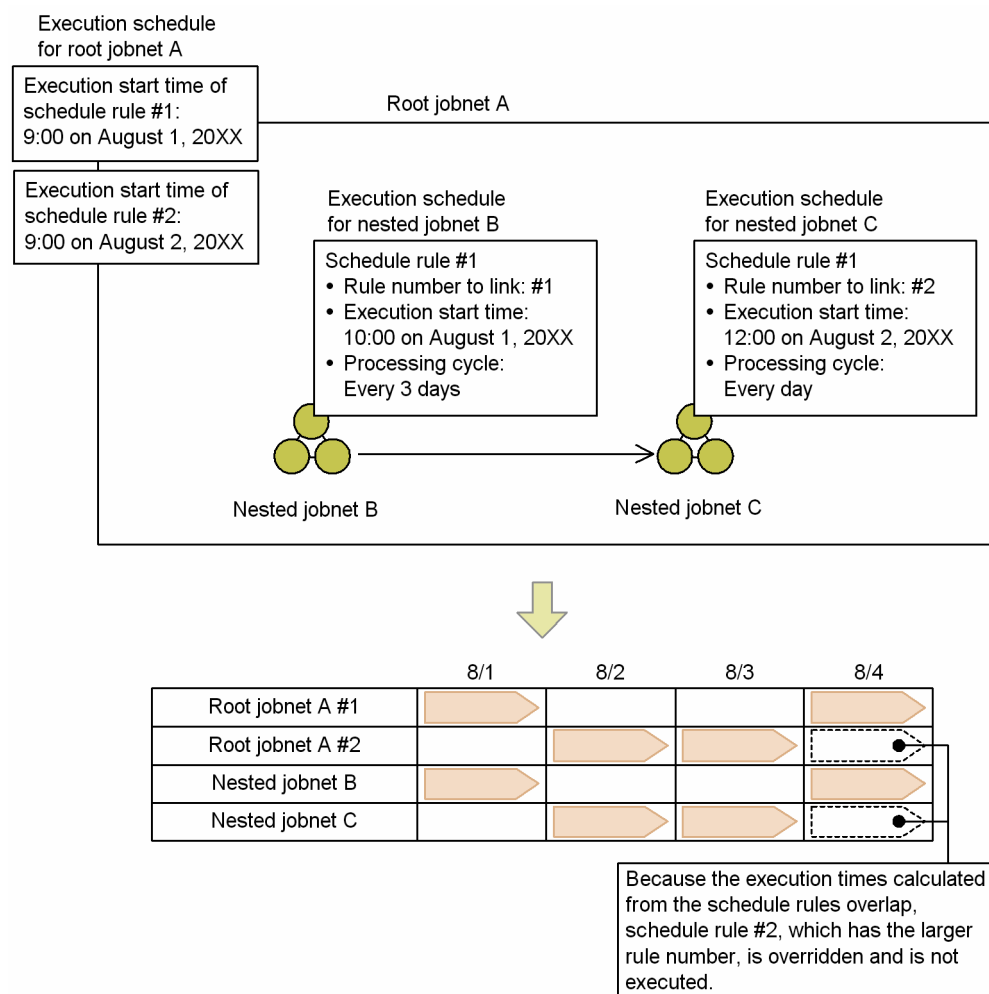 Execution schedule
for root jobnet A
Execution start time of
schedule rule #1:
9:00 on August 1, 20XX
Root jobnet A
Execution start time of
schedule rule #2:
9:00 on August 2, 20XX
Execution schedule
for nested jobnet B
Schedule rule #1
• Rule number to link: #1
• Execution start time:
10:00 on August 1, 20XX
• Processing cycle:
Every 3 days
Execution schedule
for nested jobnet C
Schedule rule #1
• Rule number to link: #2
• Execution start time:
12:00 on August 2, 20XX
• Processing cycle:
Every day
Nested jobnet B
Nested jobnet C
8/1 8/2 8/3 8/4
Root jobnet A #1
Root jobnet A #2
Nested jobnet B
Nested jobnet C
Because the execution times calculated
from the schedule rules overlap,
schedule rule #2, which has the larger
rule number, is overridden and is not
executed.